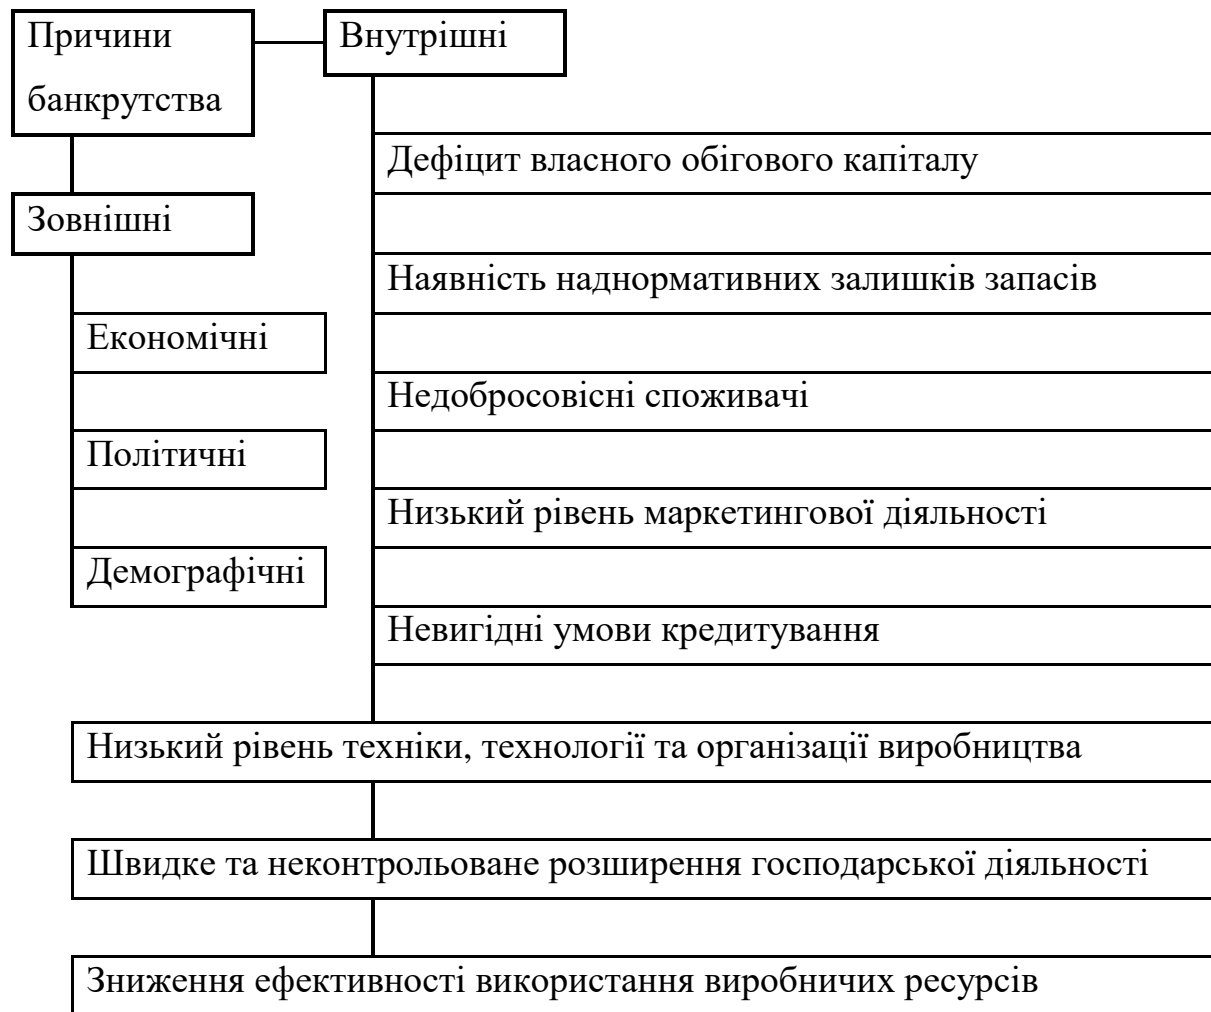 Причини
банкрутства
Внутрішні
Зовнішні
Економічні
Політичні
Демографічні
Дефіцит власного обігового капіталу
Наявність наднормативних залишків запасів
Недобросовісні споживачі
Низький рівень маркетингової діяльності
Невигідні умови кредитування
Низький рівень техніки, технології та організації виробництва
Швидке та неконтрольоване розширення господарської діяльності
Зниження ефективності використання виробничих ресурсів